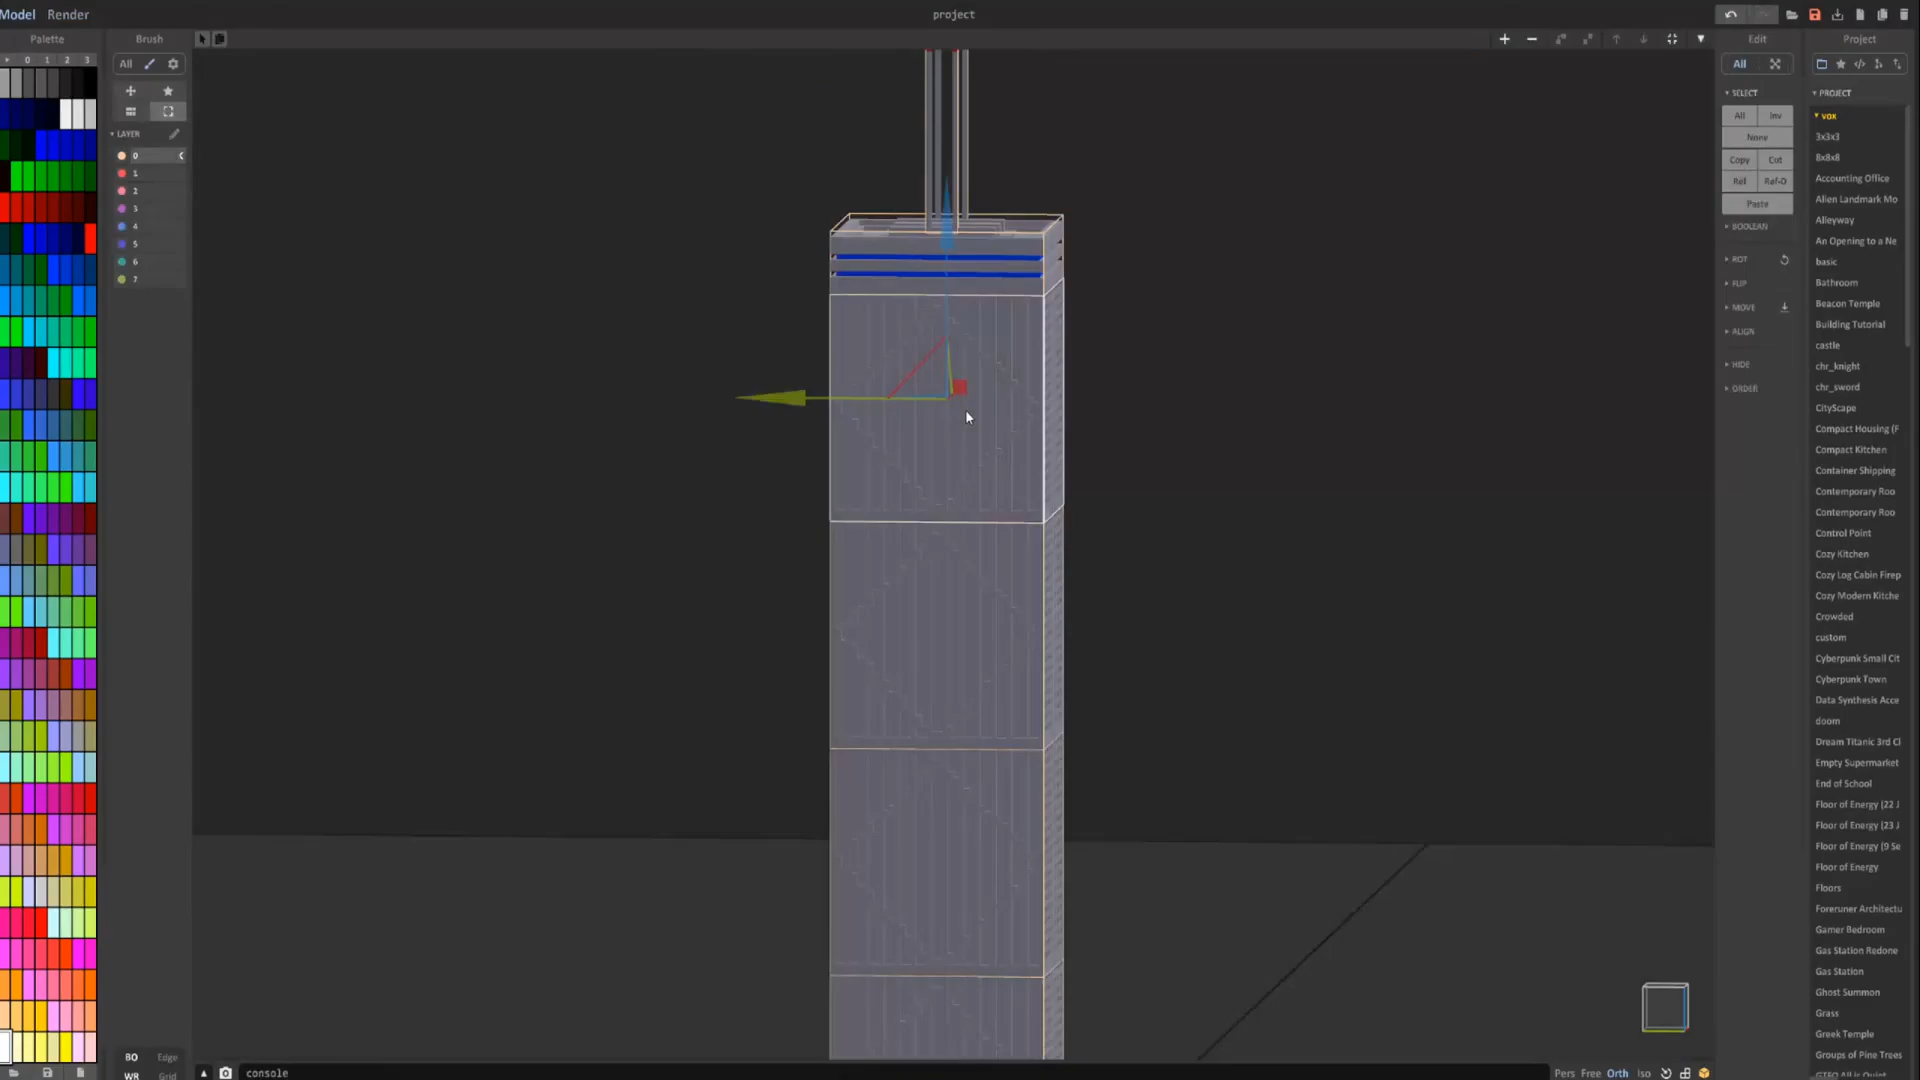 Model Render
project
Palette
Brush
Edit
Project
0 1 2 3
All
All
LAYER
0
1
2
3
4
5
6
7
SELECT
All Inv
None
Copy Cut
Rel Ref-O
Paste
BOOLEAN
ROT
FLIP
MOVE
ALIGN
HIDE
ORDER
PROJECT
vox
3x3x3
8x8x8
Accounting Office
Alien Landmark Mo
Alleyway
An Opening to a Ne
basic
Bathroom
Beacon Temple
Building Tutorial
castle
chr_knight
chr_sword
CityScape
Compact Housing (F
Compact Kitchen
Container Shipping
Contemporary Roo
Contemporary Roo
Control Point
Cozy Kitchen
Cozy Log Cabin Firep
Cozy Modern Kitche
Crowded
custom
Cyberpunk Small Cit
Cyberpunk Town
Data Synthesis Acce
doom
Dream Titanic 3rd Cl
Empty Supermarket
End of School
Floor of Energy (22 J
Floor of Energy (23 J
Floor of Energy (9 Se
Floor of Energy
Floors
Forerunner Architectu
Gamer Bedroom
Gas Station Redone
Gas Station
Ghost Summon
Grass
Greek Temple
Groups of Pine Trees
BO Edge
WR Grid
console
Pers Free Orth Iso